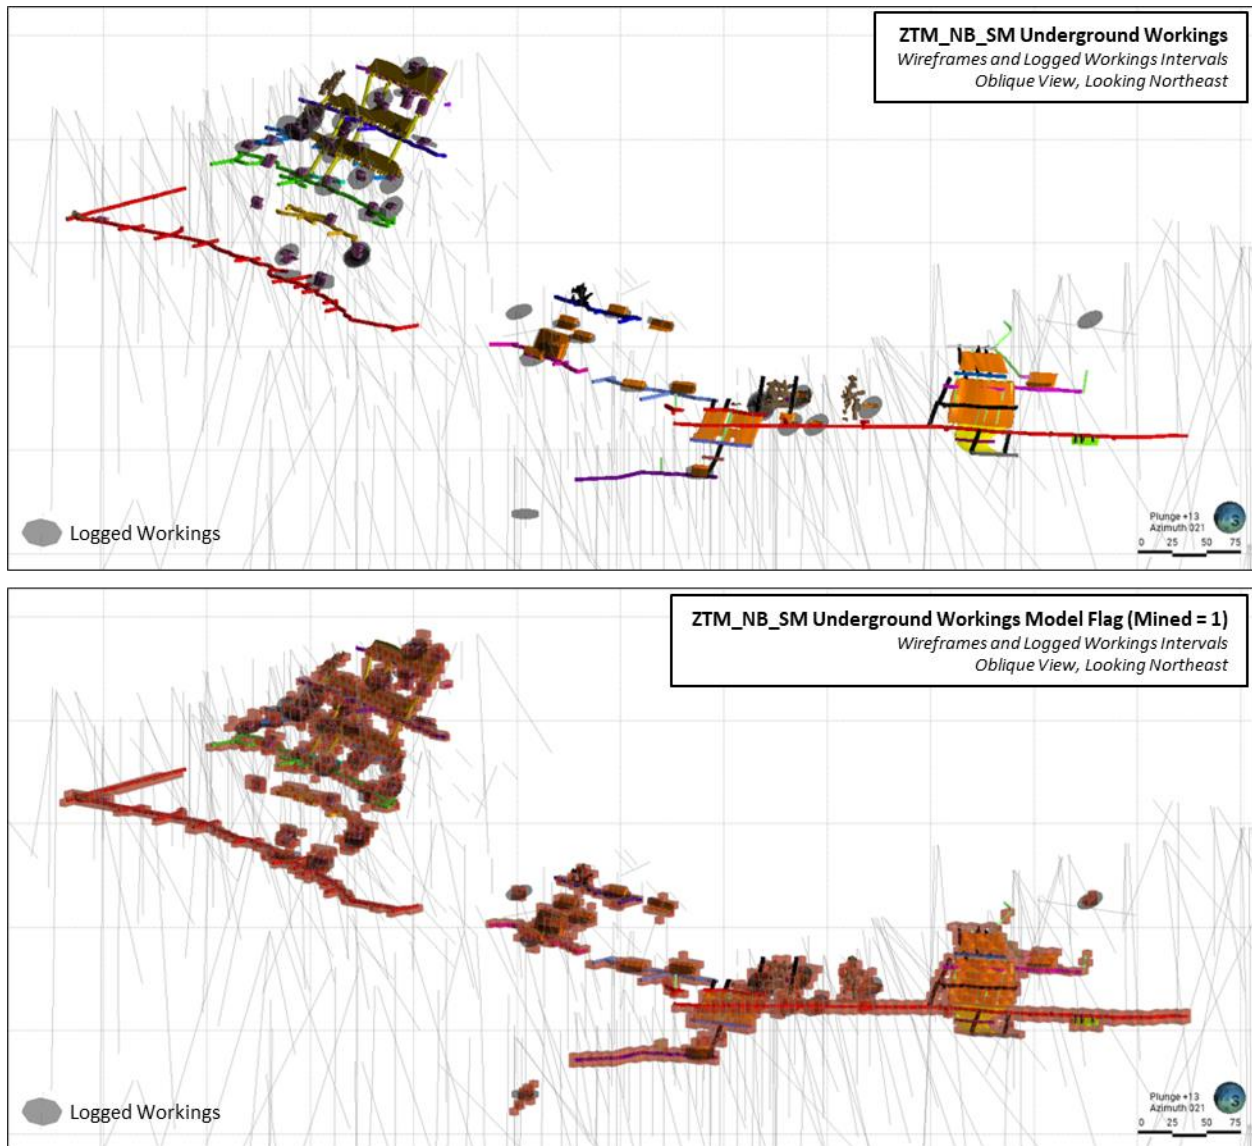 ZTM_NB_SM Underground Workings
Wireframes and Logged Workings Intervals
Oblique View, Looking Northeast
Logged Workings
Plunge +13
Azimuth 021
0 25 50 75
S
ZTM_NB_SM Underground Workings Model Flag (Mined = 1)
Wireframes and Logged Workings Intervals
Oblique View, Looking Northeast
Logged Workings
Plunge +13
Azimuth 021
0 25 50 75
S